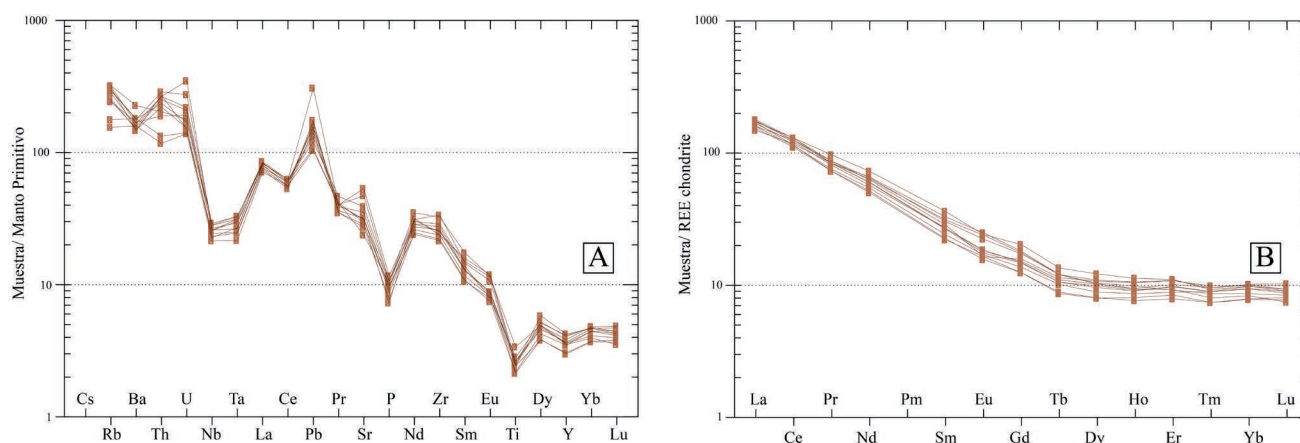 1000
100
10
1
Muestra/ Manto Primitivo
A
Cs Ba U Ta Ce Pr P Zr Eu Dy Yb
Rb Th Nb La Pb Sr Nd Sm Ti Y Lu
1000
100
10
1
Muestra/ REE chondrite
B
La Pr Pm Eu Tb Ho Tm Lu
Ce Nd Sm Gd Dy Er Yb